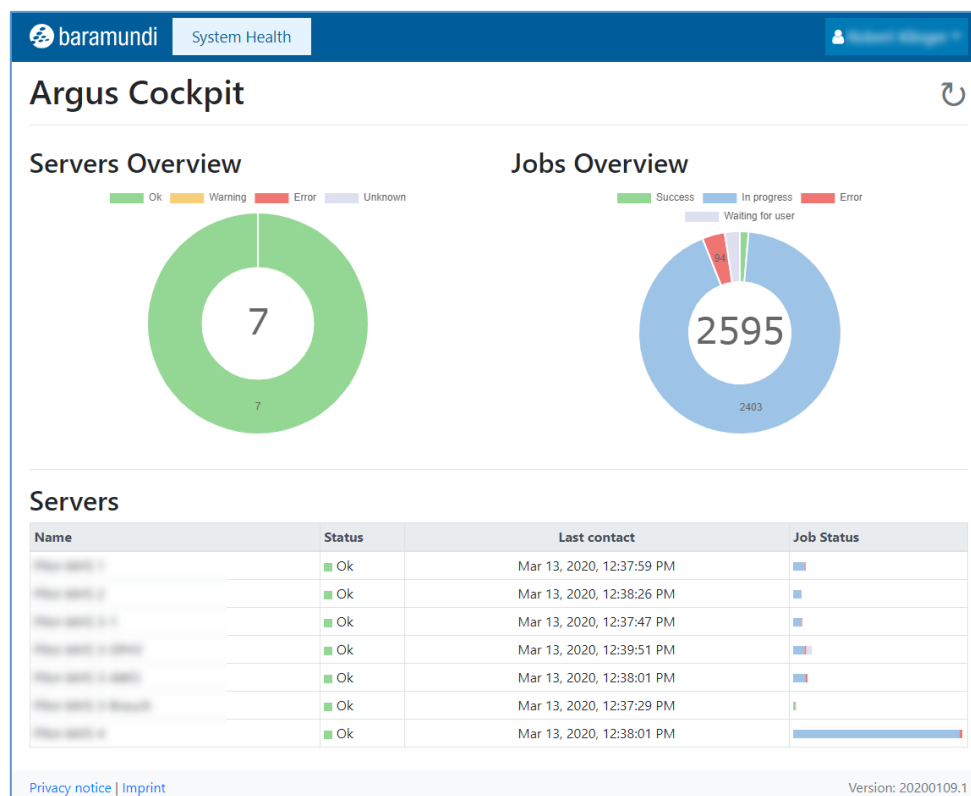 baramundi System Health
Argus Cockpit
Servers Overview
Ok Warning Error Unknown
7
7
Jobs Overview
Success In progress Error
Waiting for user
94
2595
2403
Servers
Name Status Last contact Job Status
Ok Mar 13, 2020, 12:37:59 PM
Ok Mar 13, 2020, 12:38:26 PM
Ok Mar 13, 2020, 12:37:47 PM
Ok Mar 13, 2020, 12:39:51 PM
Ok Mar 13, 2020, 12:38:01 PM
Ok Mar 13, 2020, 12:37:29 PM
Ok Mar 13, 2020, 12:38:01 PM
Privacy notice | Imprint Version: 20200109.1